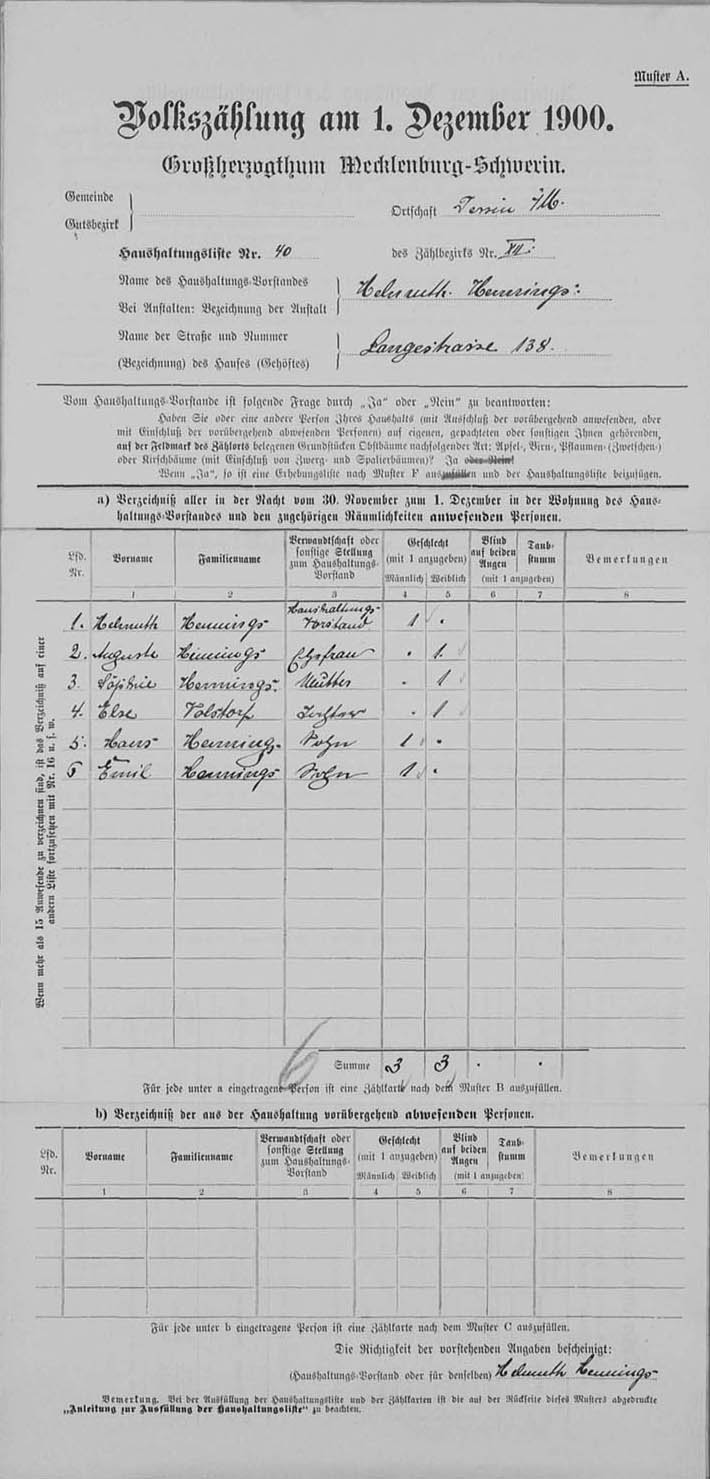 Muster A.
Volkszählung am 1. Dezember 1900.
Großherzogthum Mecklenburg-Schwerin.
Gemeinde
Gutsbezirk
Ortschaft Tessin i/M.
Haushaltungsliste Nr. 40 des Zählbezirks Nr. XII.
Name des Haushaltungs-Vorstandes
Bei Anstalten: Bezeichnung der Anstalt
Helmuth Hennings.
Name der Straße und Nummer
(Bezeichnung) des Hauses (Gehöftes)
Langestrasse 138.
Vom Haushaltungs-Vorstande ist folgende Frage durch „Ja“ oder „Nein“ zu beantworten:
Haben Sie oder eine andere Person Ihres Haushalts (mit Ausschluß der vorübergehend anwesenden, aber
mit Einschluß der vorübergehend abwesenden Personen) auf eigenen, gepachteten oder sonstigen Ihnen gehörenden,
auf der Feldmark des Zählorts belegenen Grundstücken Obstbäume nachfolgender Art: Apfel-, Birn-, Pflaumen-(Zwetschen-)
oder Kirschbäume (mit Einschluß von Zwerg- und Spalierbäumen)? Ja oder Nein!
Wenn „Ja“, so ist eine Erhebungsliste nach Muster F auszufüllen und der Haushaltungsliste beizufügen.
a) Verzeichniß aller in der Nacht vom 30. November zum 1. Dezember in der Wohnung des Haus-
haltungs-Vorstandes und den zugehörigen Räumlichkeiten anwesenden Personen.
Lfd. Nr. Vorname Familienname Verwandtschaft oder sonstige Stellung zum Haushaltungs-Vorstand Geschlecht (mit 1 anzugeben) Männlich Weiblich Blind auf beiden Augen Taub-stumm (mit 1 anzugeben) Bemerkungen
1 2 3 4 5 6 7 8
1. Helmuth Hennings Haushaltungs-Vorstand 1 .
2. Auguste Hennings Ehefrau . 1.
3. Sophie Hennings. Mutter . 1
4. Else Volstorf Tochter . 1
5. Hans Hennings. Sohn 1 .
6 Emil Hennings Sohn 1 .
Wenn mehr als 15 Anwesende zu verzeichnen sind, ist das Verzeichniß auf einer
andern Liste fortzusetzen mit Nr. 16 u. s. w.
6 Summe 3 3 . .
Für jede unter a eingetragene Person ist eine Zählkarte nach dem Muster B auszufüllen.
b) Verzeichniß der aus der Haushaltung vorübergehend abwesenden Personen.
Lfd. Nr. Vorname Familienname Verwandtschaft oder sonstige Stellung zum Haushaltungs-Vorstand Geschlecht (mit 1 anzugeben) Männlich Weiblich Blind auf beiden Augen Taub-stumm (mit 1 anzugeben) Bemerkungen
1 2 3 4 5 6 7 8
Für jede unter b eingetragene Person ist eine Zählkarte nach dem Muster C auszufüllen.
Die Richtigkeit der vorstehenden Angaben bescheinigt:
(Haushaltungs-Vorstand oder für denselben) Helmuth Hennings
Bemerkung. Bei der Ausfüllung der Haushaltungsliste und der Zählkarten ist die auf der Rückseite dieses Musters abgedruckte
„Anleitung zur Ausfüllung der Haushaltungsliste“ zu beachten.